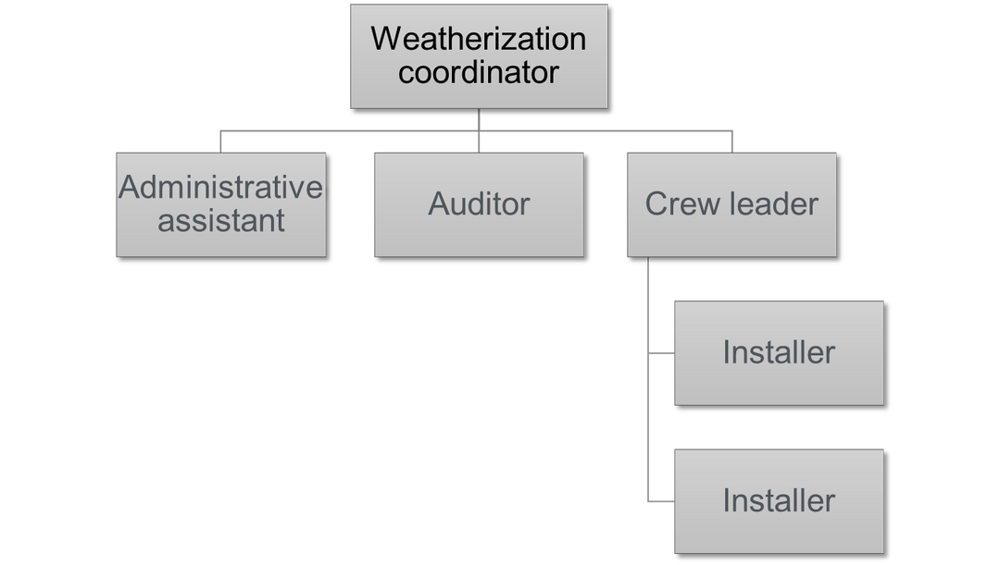 Weatherization
coordinator
Administrative
assistant
Auditor
Crew leader
Installer
Installer